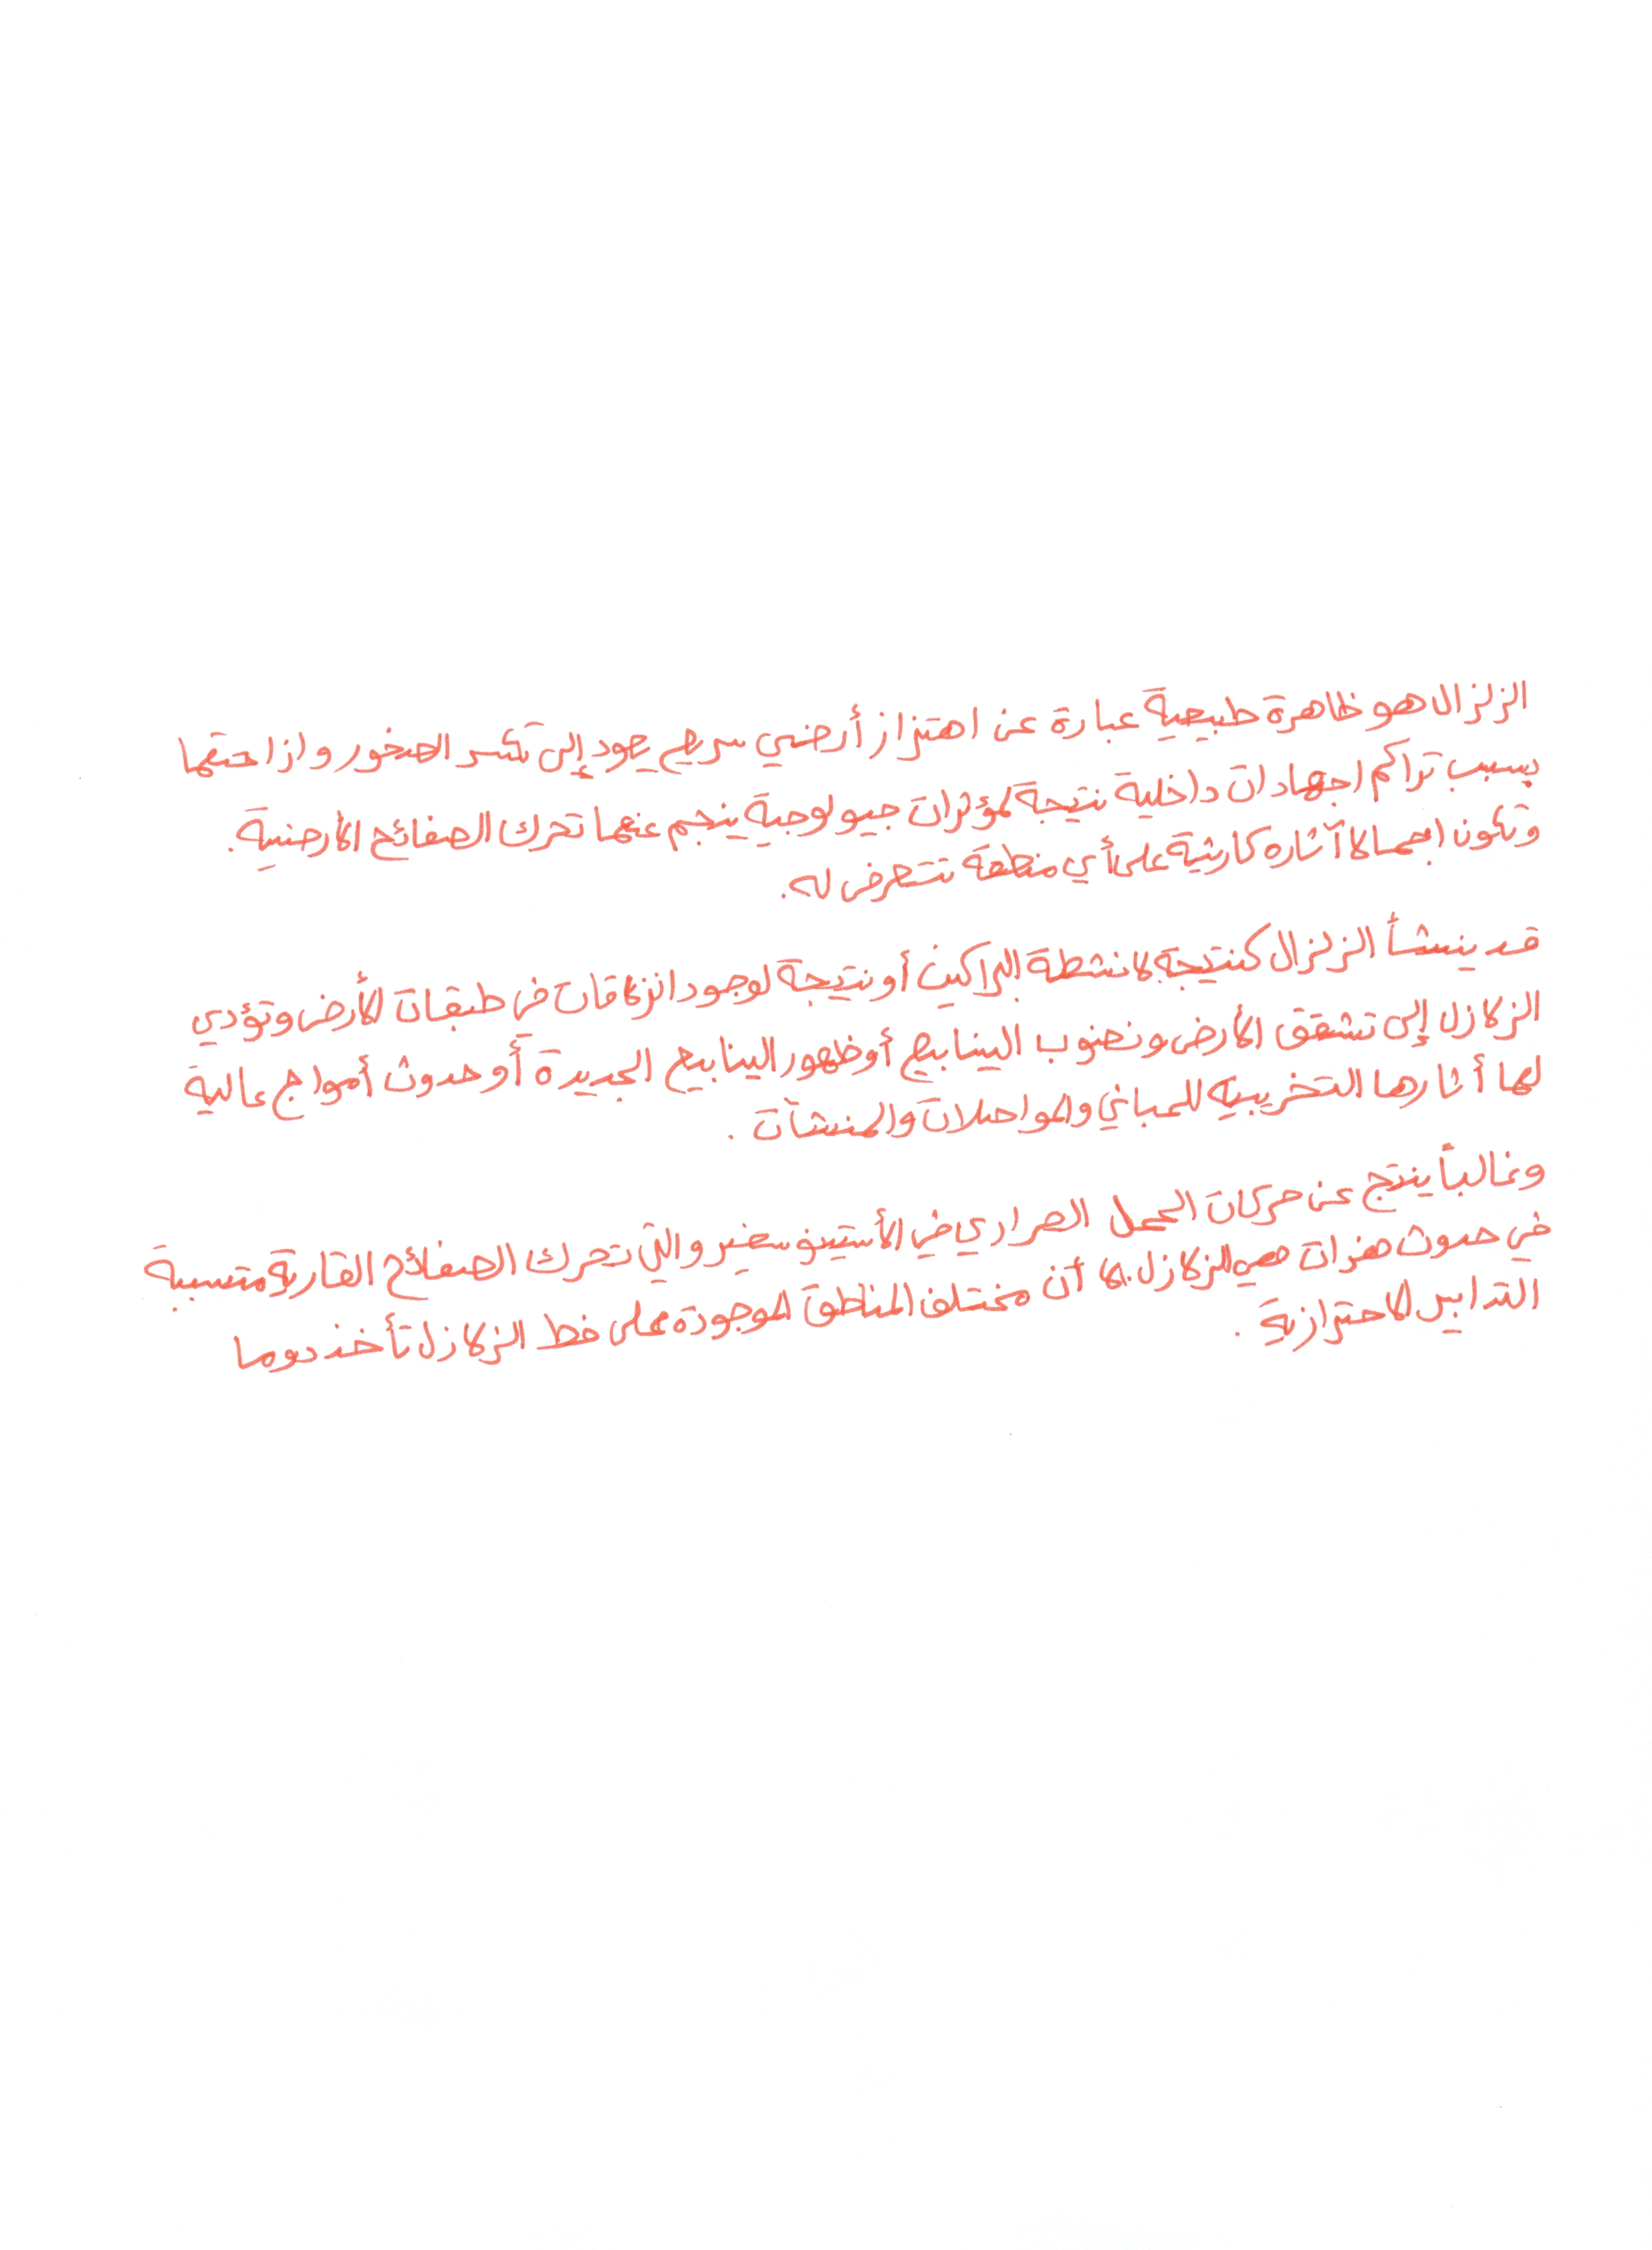 الزلزال هو ظاهرة طبيعية عبارة عن اهتزاز أرضي سريع يعود إلى تكسر الصخور وازاحتها
بسبب تراكم اجهادات داخلية نتيجة لمؤثرات جيولوجية ينجم عنها تحرك الصفائح الأرضية.
وتكون اجمالا آثاره كارثية على أي منطقة تتعرض له.
قد ينشأ الزلزال كنتيجة لانشطة البراكين أو نتيجة لوجود انزلاقات في طبقات الأرض وتؤدي
الزلازل إلى تشقق الأرض ونضوب الينابيع أو ظهور الينابيع الجديدة أو حدوث أمواج عالية
لها أثارها التخريبية للمباني والمواصلات والمنشآت .
وغالباً ينتج عن حركات الحمل الحراري في الأستينوسفير والتي تحرك الصفائح القارية متسببة
في حدوث هزات هي الزلازل. كما أن مختلف المناطق الموجودة على خط الزلازل تأخذ دوما
التدابير الاحترازية .